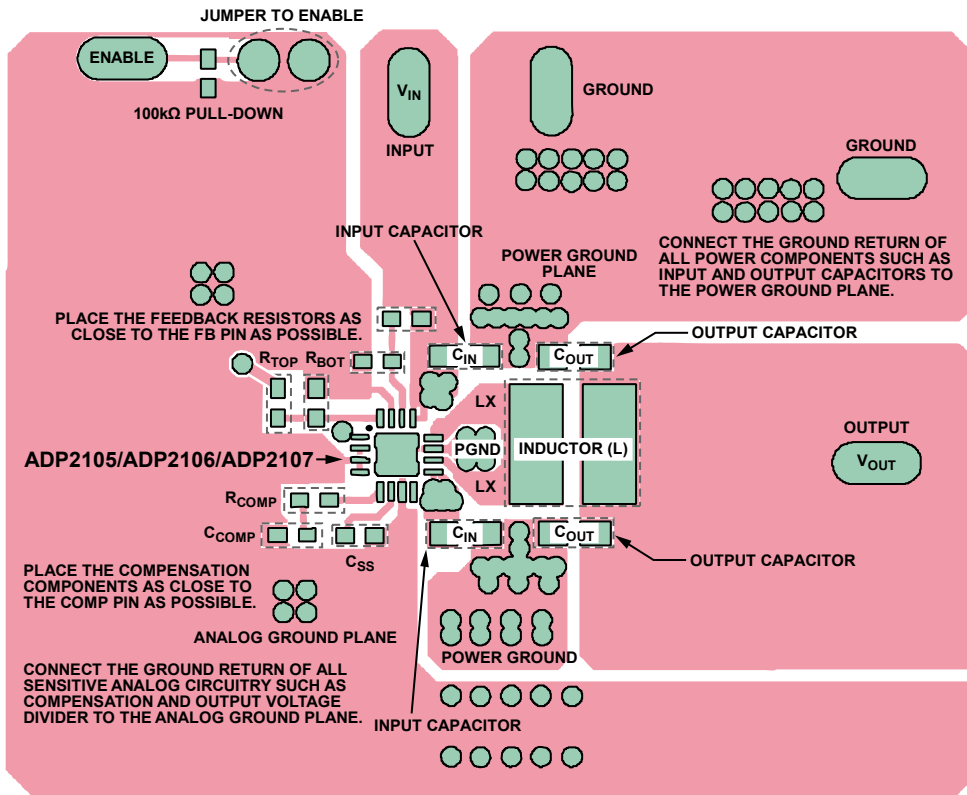 JUMPER TO ENABLE
ENABLE
100kΩ PULL-DOWN
VIN
INPUT
GROUND
GROUND
CONNECT THE GROUND RETURN OF
ALL POWER COMPONENTS SUCH AS
INPUT AND OUTPUT CAPACITORS TO
THE POWER GROUND PLANE.
INPUT CAPACITOR
POWER GROUND
PLANE
PLACE THE FEEDBACK RESISTORS AS
CLOSE TO THE FB PIN AS POSSIBLE.
OUTPUT CAPACITOR
RTOP RBOT
CIN
COUT
LX
PGND
LX
INDUCTOR (L)
OUTPUT
VOUT
ADP2105/ADP2106/ADP2107
RCOMP
CCOMP
CSS
CIN
COUT
OUTPUT CAPACITOR
PLACE THE COMPENSATION
COMPONENTS AS CLOSE TO
THE COMP PIN AS POSSIBLE.
ANALOG GROUND PLANE
POWER GROUND
CONNECT THE GROUND RETURN OF ALL
SENSITIVE ANALOG CIRCUITRY SUCH AS
COMPENSATION AND OUTPUT VOLTAGE
DIVIDER TO THE ANALOG GROUND PLANE.
INPUT CAPACITOR